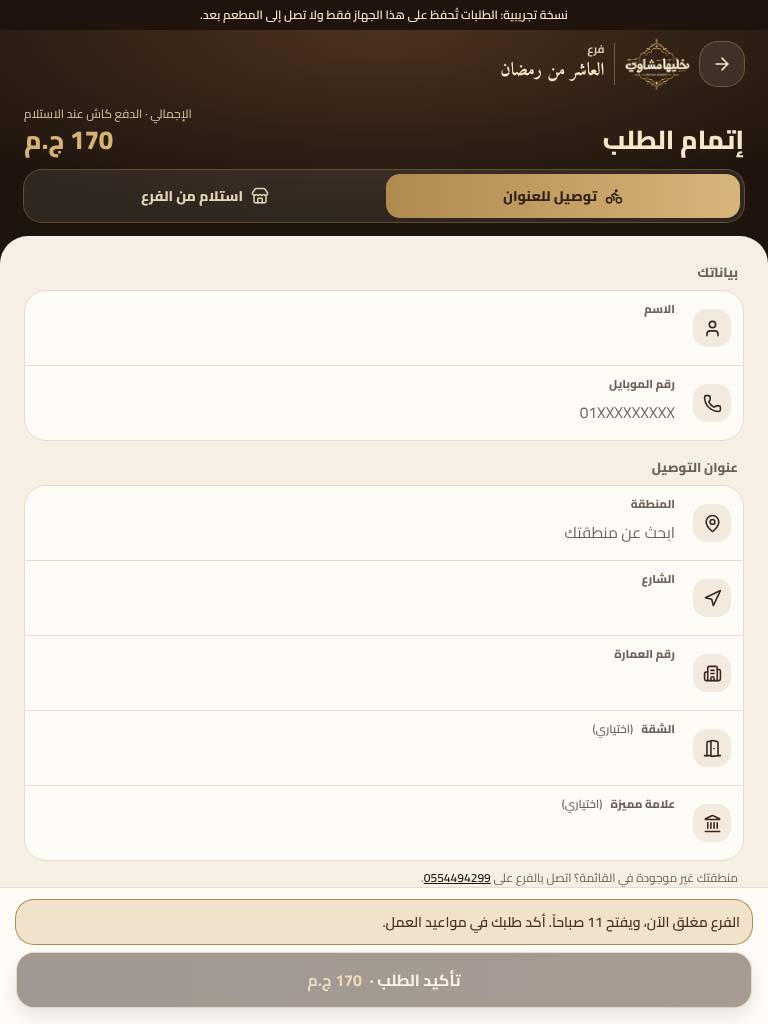 نسخة تجريبية: الطلبات تُحفظ على هذا الجهاز فقط ولا تصل إلى المطعم بعد.
خليها مشاوي
فرع
العاشر من رمضان
الإجمالي · الدفع كاش عند الاستلام
إتمام الطلب
170 ج.م
توصيل للعنوان
استلام من الفرع
بياناتك
الاسم
رقم الموبايل
01XXXXXXXXX
عنوان التوصيل
المنطقة
ابحث عن منطقتك
الشارع
رقم العمارة
الشقة (اختياري)
علامة مميزة (اختياري)
منطقتك غير موجودة في القائمة؟ اتصل بالفرع على 0554494299.
الفرع مغلق الآن، ويفتح 11 صباحاً. أكد طلبك في مواعيد العمل.
تأكيد الطلب · 170 ج.م